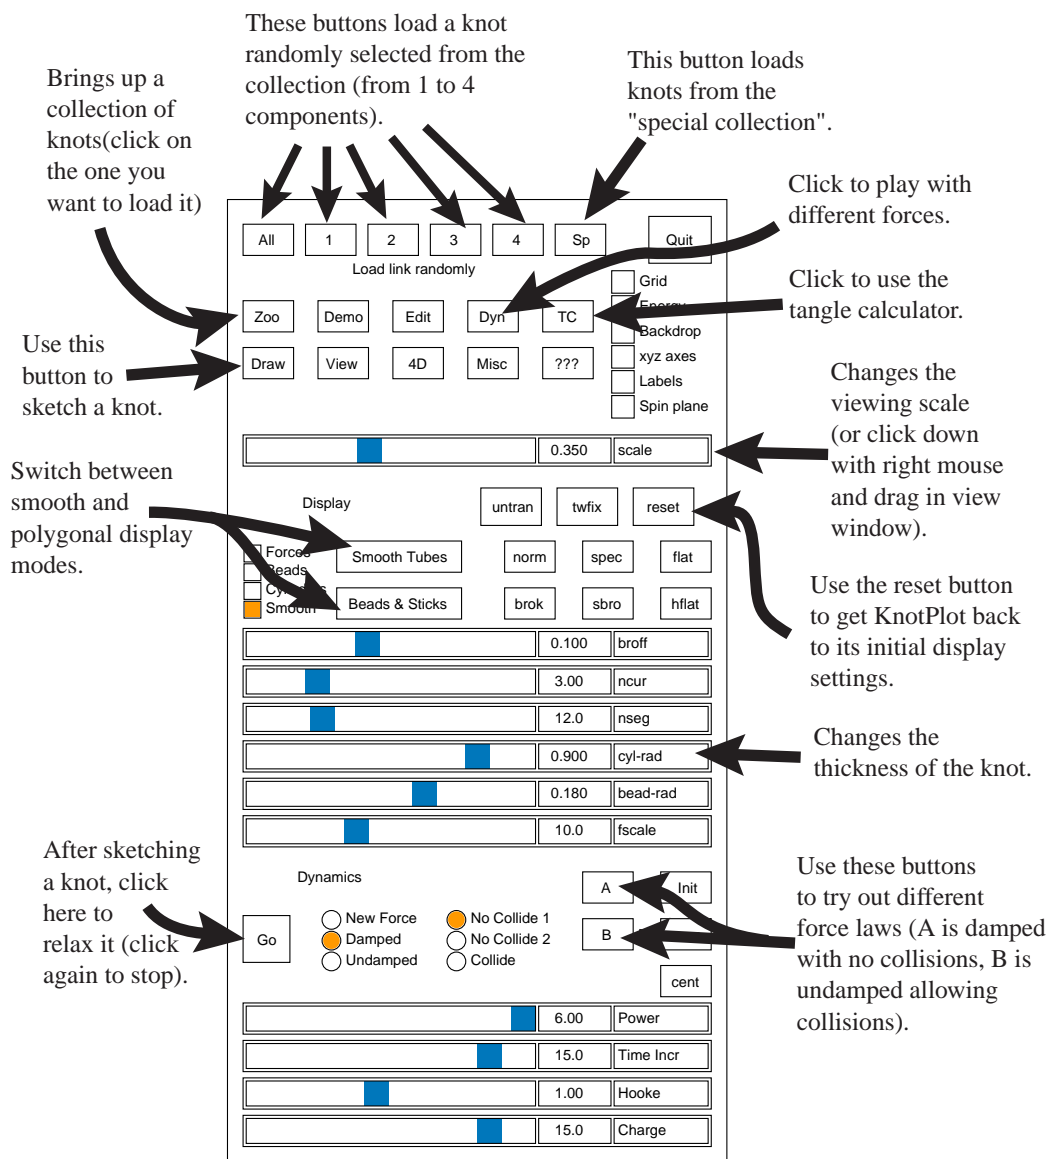 These buttons load a knot
randomly selected from the
collection (from 1 to 4
components).
This button loads
knots from the
"special collection".
Brings up a
collection of
knots(click on
the one you
want to load it)
Click to play with
different forces.
All
1
2
3
4
Sp
Quit
Load link randomly
Grid
Energy
Backdrop
xyz axes
Labels
Spin plane
Zoo
Demo
Edit
Dyn
TC
Click to use the
tangle calculator.
Use this
button to
sketch a knot.
Draw
View
4D
Misc
???
Changes the
viewing scale
(or click down
with right mouse
and drag in view
window).
0.350
scale
Switch between
smooth and
polygonal display
modes.
Display
untran
twfix
reset
Forces
Beads
Smooth
Smooth Tubes
norm
spec
flat
Beads & Sticks
brok
sbro
hflat
Use the reset button
to get KnotPlot back
to its initial display
settings.
0.100
broff
3.00
ncur
12.0
nseg
0.900
cyl-rad
Changes the
thickness of the knot.
0.180
bead-rad
10.0
fscale
After sketching
a knot, click
here to
relax it (click
again to stop).
Dynamics
A
Init
Go
New Force
Damped
Undamped
No Collide 1
No Collide 2
Collide
B
cent
Use these buttons
to try out different
force laws (A is damped
with no collisions, B is
undamped allowing
collisions).
6.00
Power
15.0
Time Incr
1.00
Hooke
15.0
Charge